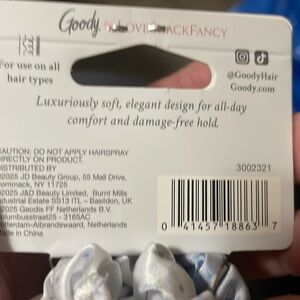 Goody LOVESHACKFANCY
For use on all
hair types
@GoodyHair
Goody.com
Luxuriously soft, elegant design for all-day
comfort and damage-free hold.
CAUTION: DO NOT APPLY HAIRSPRAY
DIRECTLY ON PRODUCT.
DISTRIBUTED BY
©2025 JD Beauty Group, 55 Mall Drive,
Commack, NY 11725
©2025 J&D Beauty Limited, Burnt Mills
Industrial Estate SS13 ITL – Basildon, UK
©2025 Geodis FF Netherlands B.V.
Columbusstraat25 - 3165AC
Rotterdam-Albrandswaard, Netherlands
Made in China
3002321
0 41457 18863 7